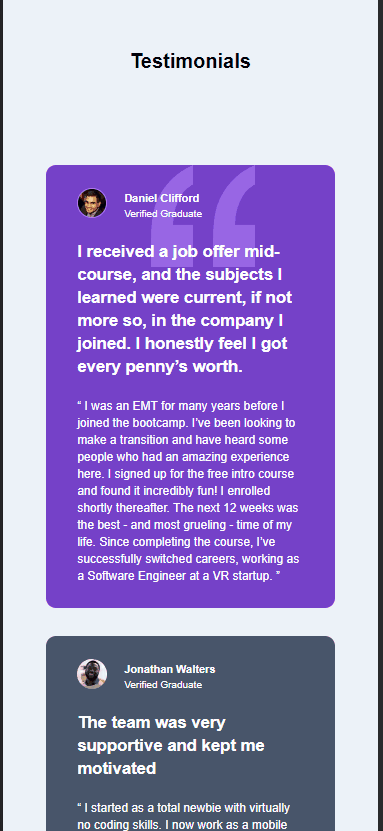 Testimonials
Daniel Clifford
Verified Graduate
I received a job offer mid-
course, and the subjects I
learned were current, if not
more so, in the company I
joined. I honestly feel I got
every penny’s worth.
“ I was an EMT for many years before I
joined the bootcamp. I’ve been looking to
make a transition and have heard some
people who had an amazing experience
here. I signed up for the free intro course
and found it incredibly fun! I enrolled
shortly thereafter. The next 12 weeks was
the best - and most grueling - time of my
life. Since completing the course, I’ve
successfully switched careers, working as
a Software Engineer at a VR startup. ”
Jonathan Walters
Verified Graduate
The team was very
supportive and kept me
motivated
“ I started as a total newbie with virtually
no coding skills. I now work as a mobile